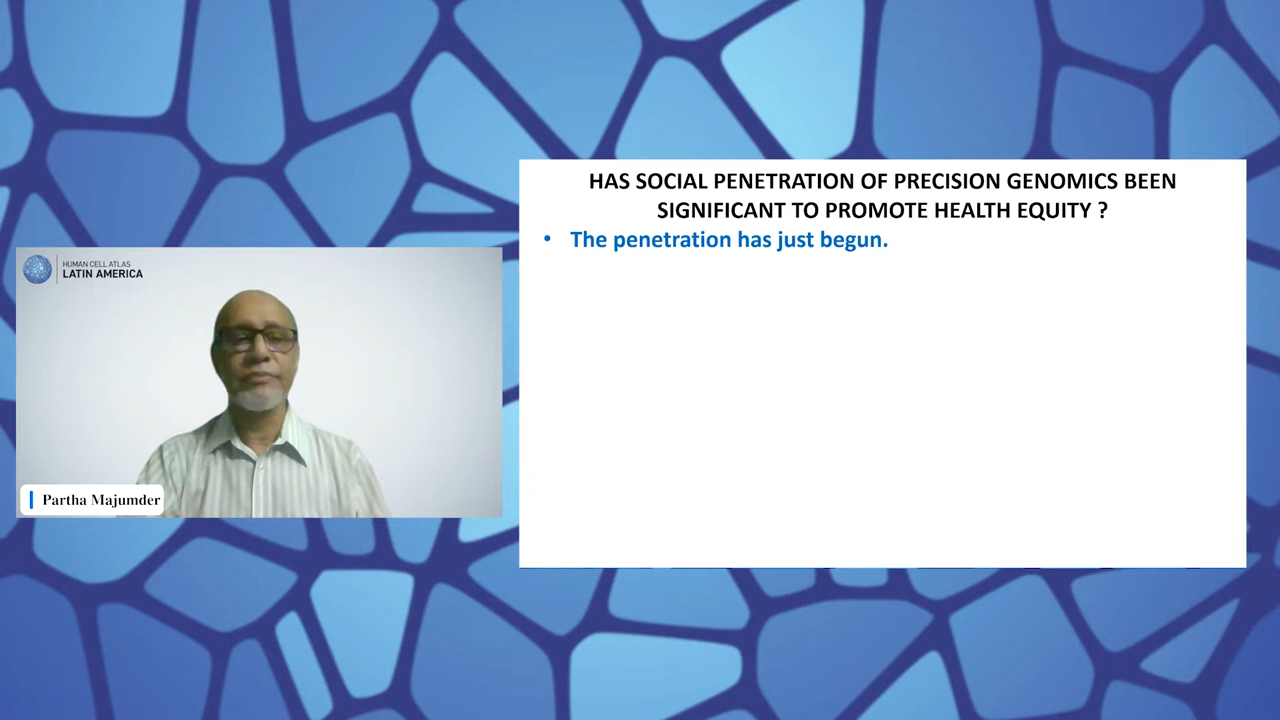 HUMAN CELL ATLAS
LATIN AMERICA
Partha Majumder
HAS SOCIAL PENETRATION OF PRECISION GENOMICS BEEN
SIGNIFICANT TO PROMOTE HEALTH EQUITY ?
• The penetration has just begun.